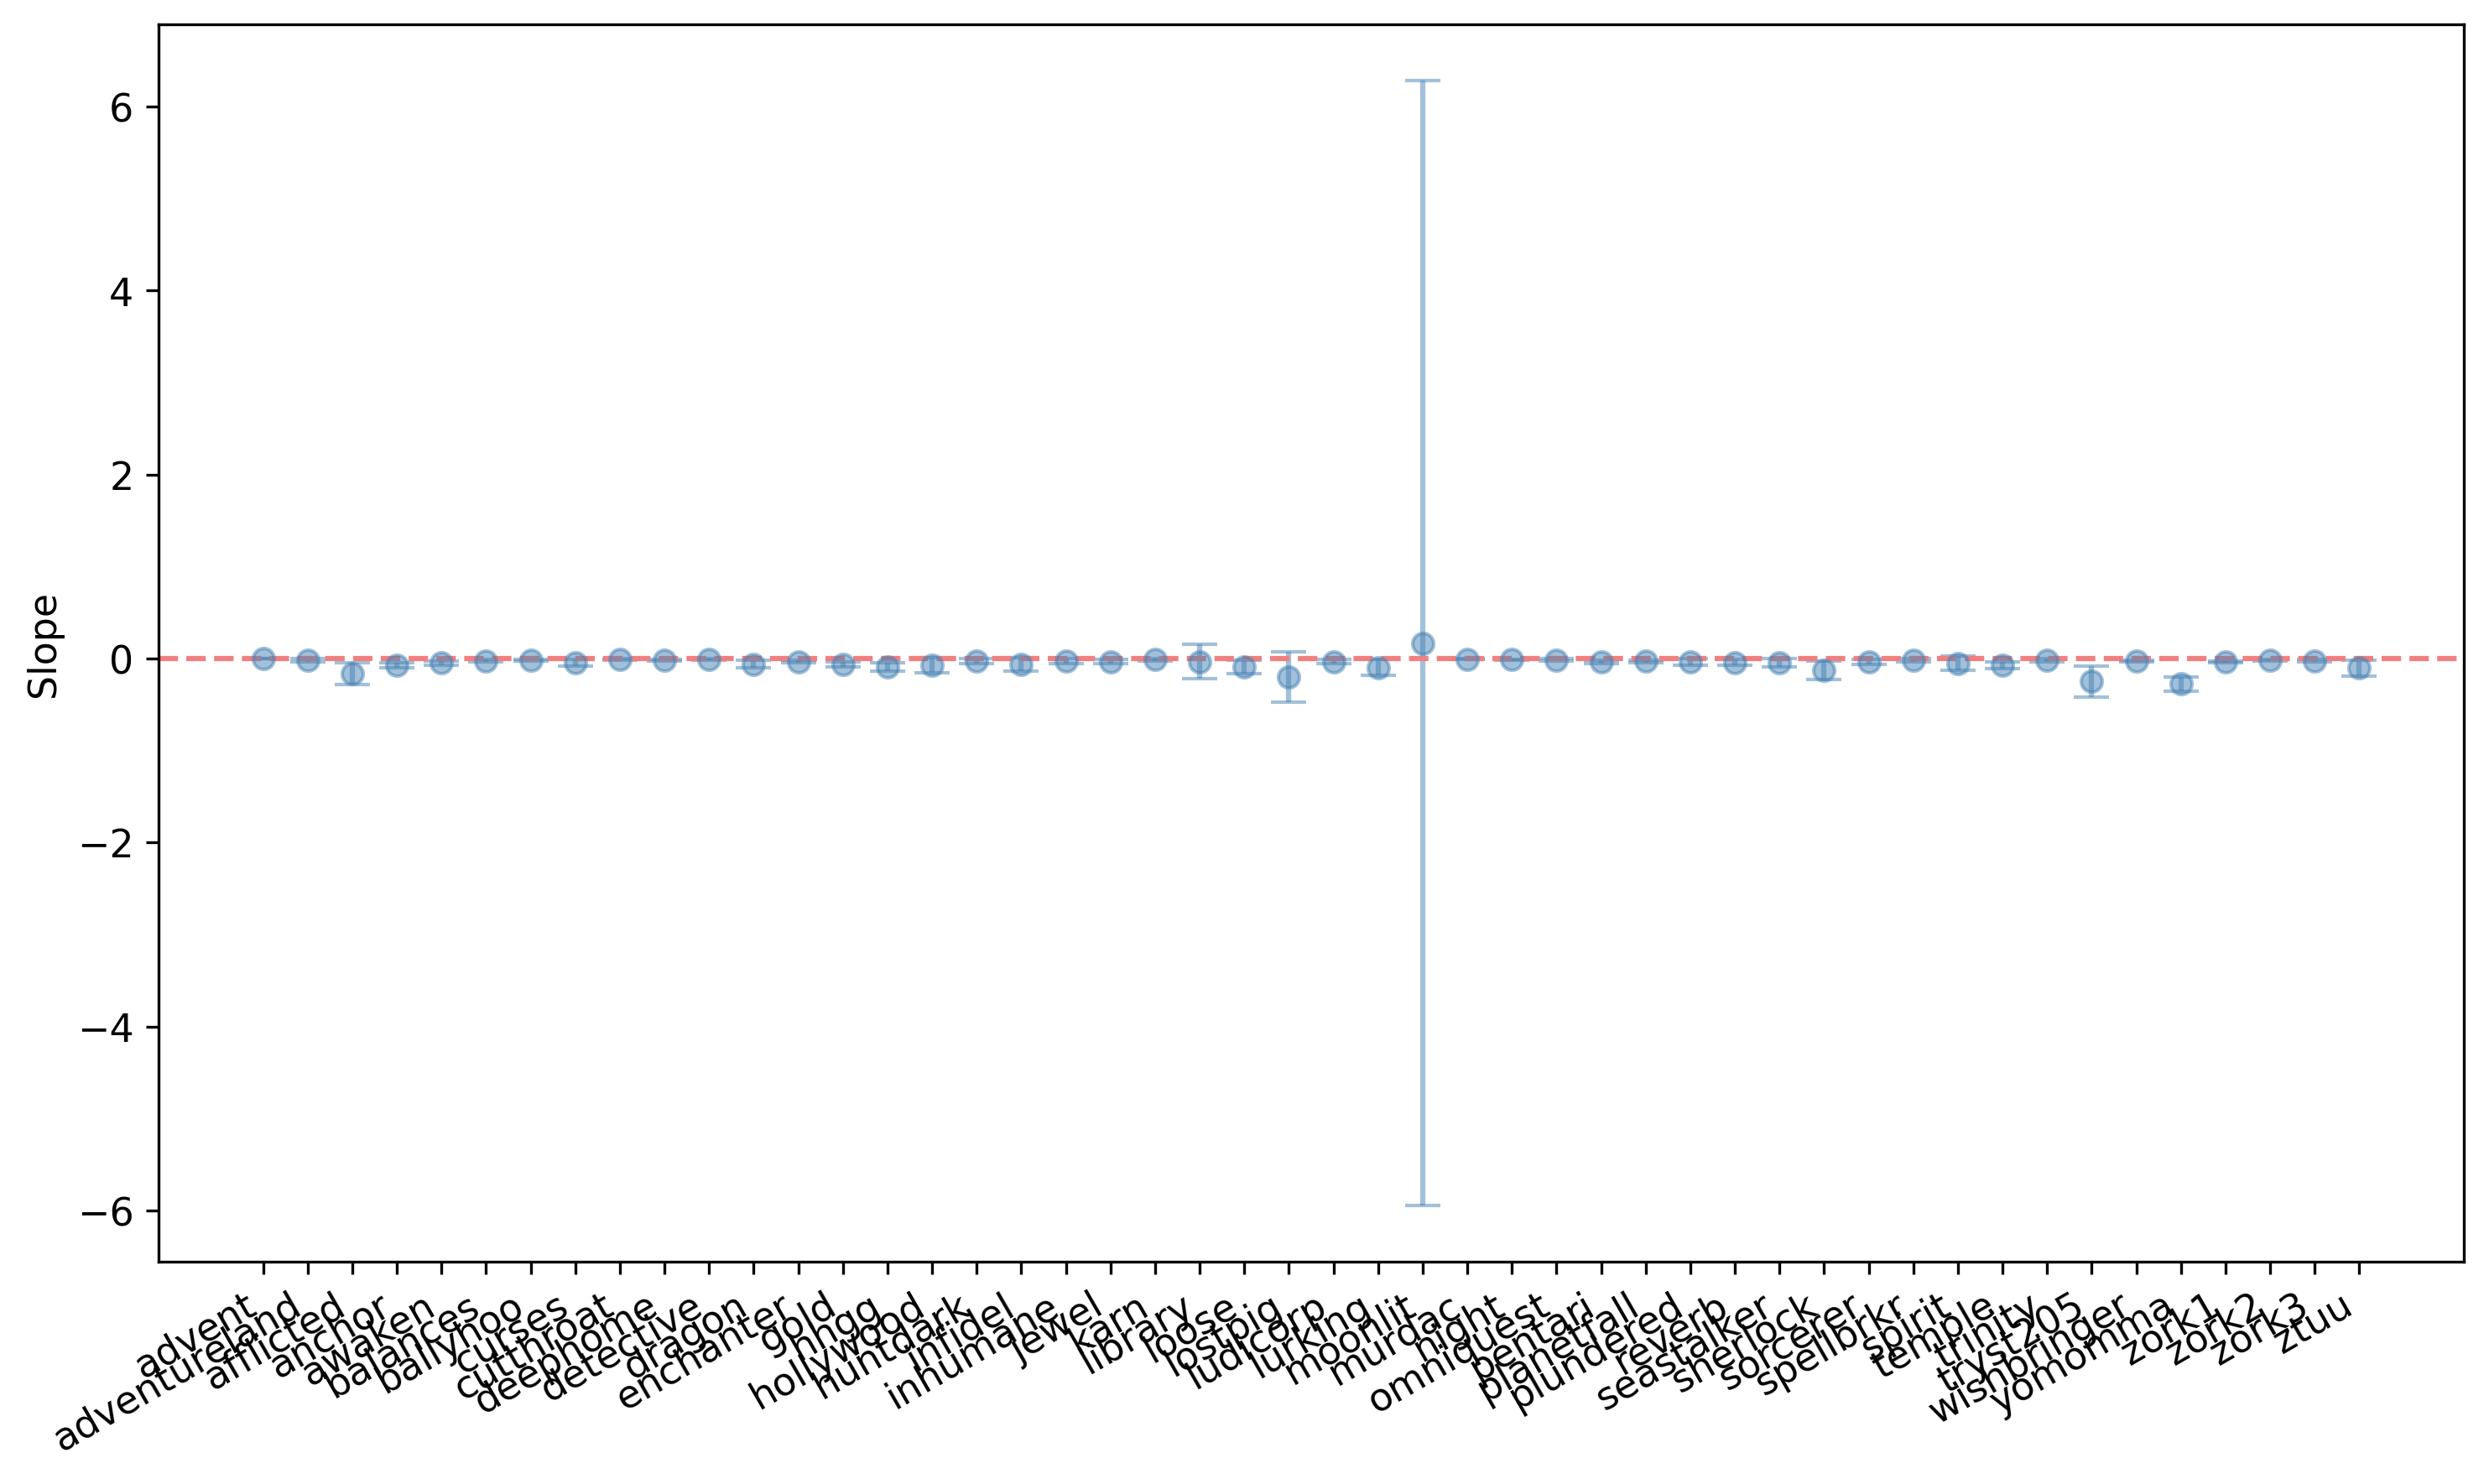 Slope
6
4
2
0
−2
−4
−6
advent
adventureland
afflicted
anchor
awaken
balances
ballyhoo
curses
cutthroat
deephome
detective
dragon
enchanter
gold
hhgg
hollywood
huntdark
infidel
inhumane
jewel
karn
library
loose
lostpig
ludicorp
lurking
moonlit
murdac
night
omniquest
pentari
planetfall
plundered
reverb
seastalker
sherlock
sorcerer
spellbrkr
spirit
temple
trinity
tryst205
wishbringer
yomomma
zork1
zork2
zork3
ztuu